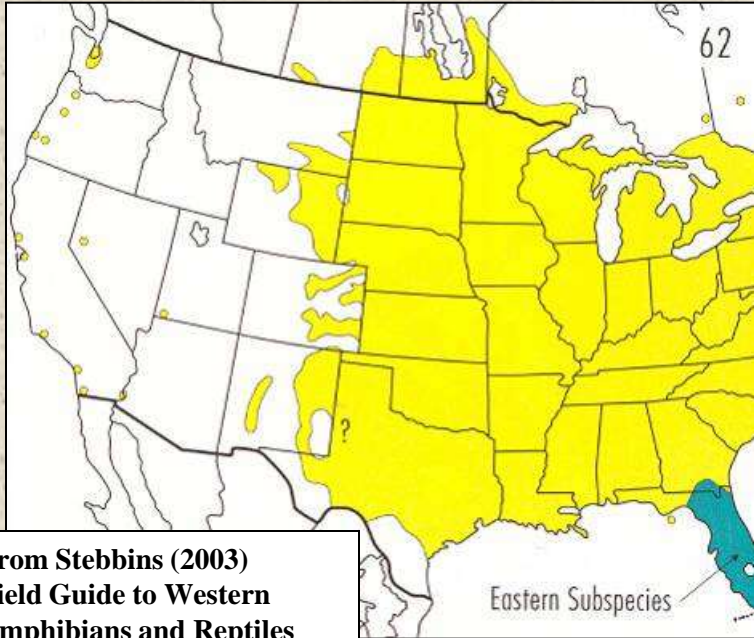 62
?
Eastern Subspecies
rom Stebbins (2003)
ield Guide to Western
mphibians and Reptiles